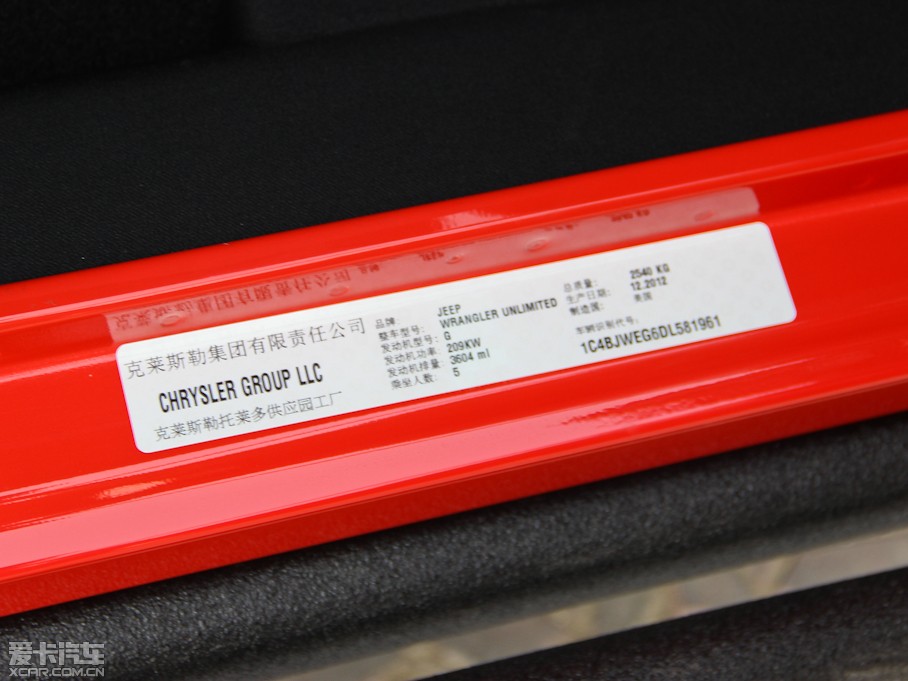 克莱斯勒集团有限责任公司
CHRYSLER GROUP LLC
克莱斯勒托莱多供应园工厂
品牌: JEEP
整车型号: WRANGLER UNLIMITED
发动机型号: G
发动机功率: 209KW
发动机排量: 3604 ml
乘坐人数: 5
总质量: 2540 KG
生产日期: 12.2012
制造国: 美国
车辆识别代号:
1C4BJWEG6DL581961
爱卡汽车
XCAR.COM.CN